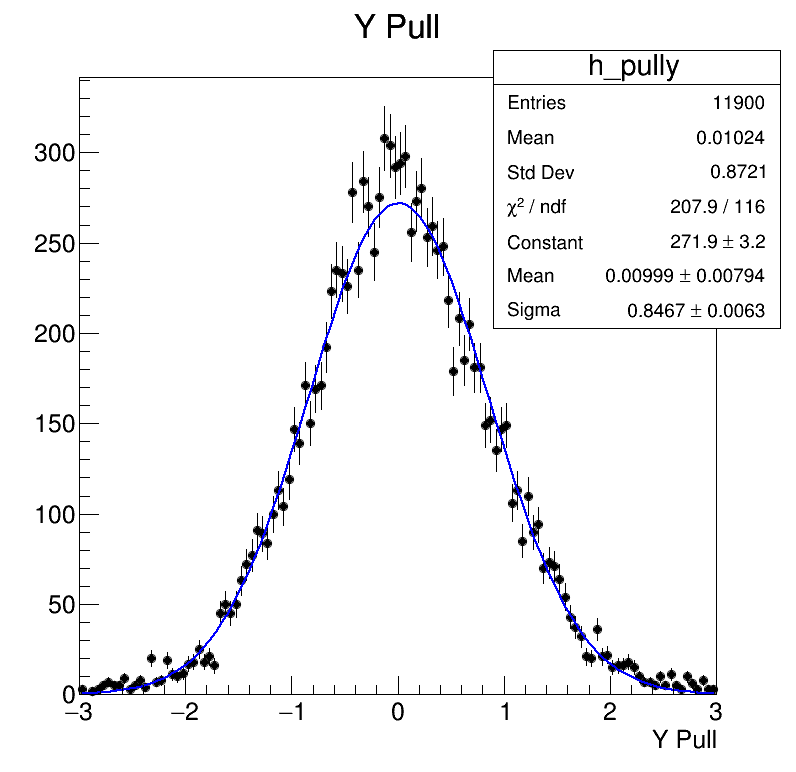 Y Pull
h_pully
Entries 11900
Mean 0.01024
Std Dev 0.8721
χ² / ndf 207.9 / 116
Constant 271.9 ± 3.2
Mean 0.00999 ± 0.00794
Sigma 0.8467 ± 0.0063
300
250
200
150
100
50
0
−3 −2 −1 0 1 2 3
Y Pull